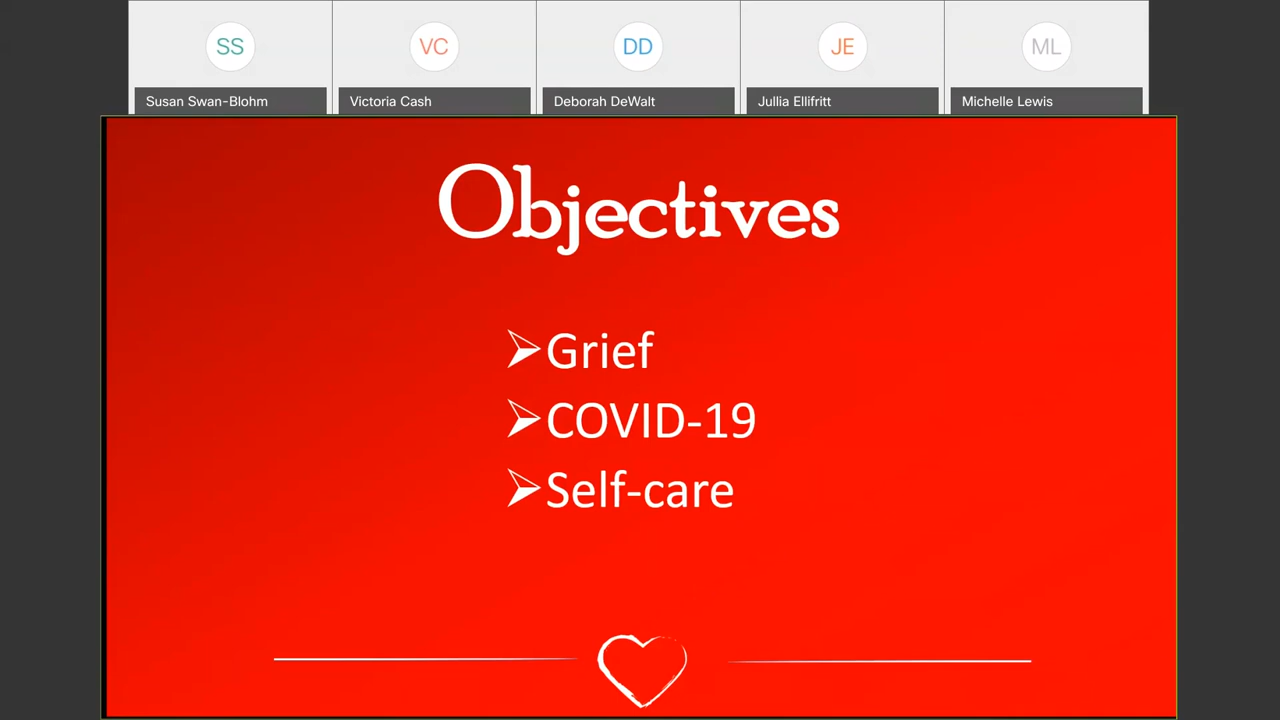 SS
VC
DD
JE
ML
Susan Swan-Blohm
Victoria Cash
Deborah DeWalt
Jullia Ellifritt
Michelle Lewis
Objectives
Grief
COVID-19
Self-care